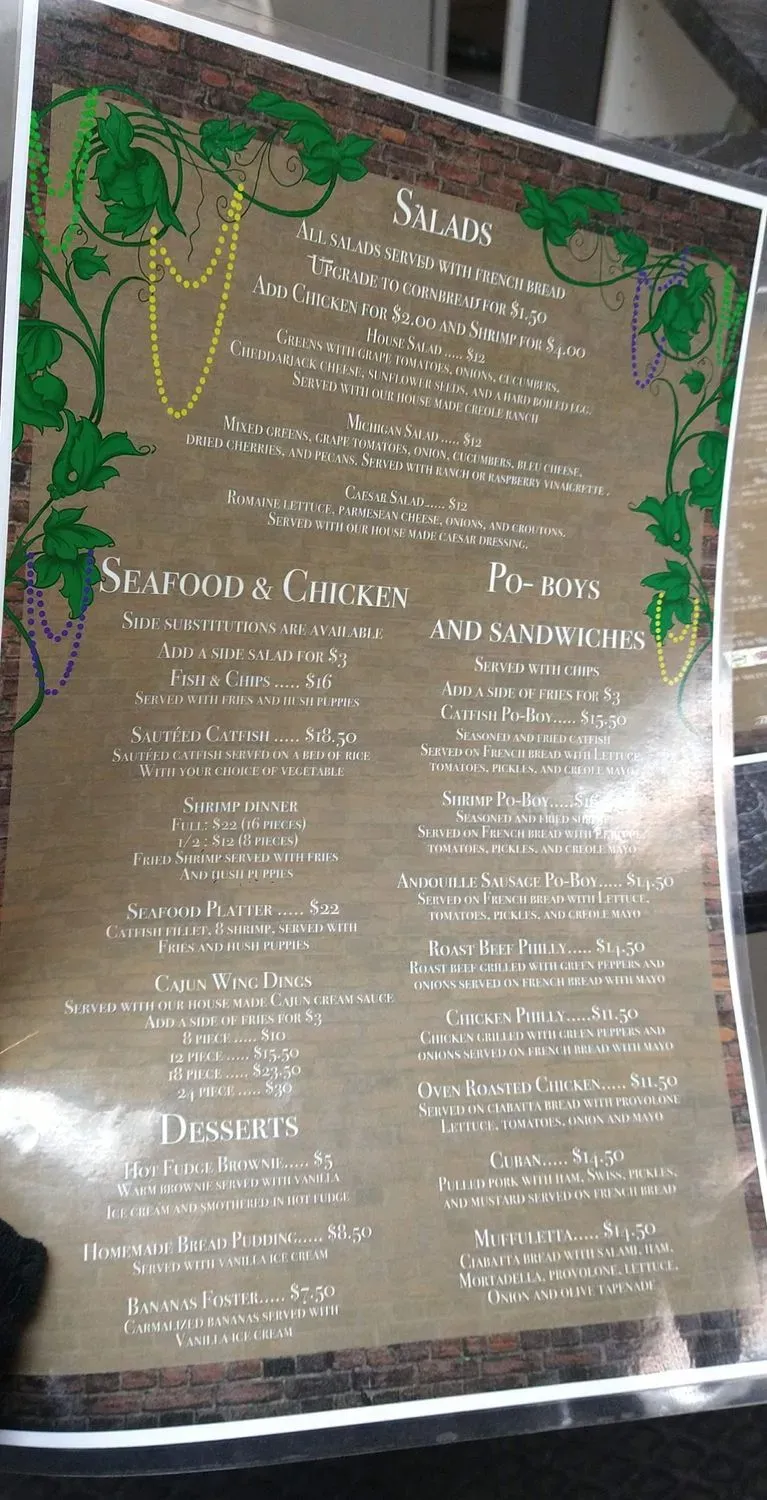 Salads
All salads served with french bread
Upgrade to cornbread for $1.50
Add Chicken for $2.00 and Shrimp for $4.00
House Salad ..... $12
Greens with grape tomatoes, onions, cucumbers,
Cheddarjack cheese, sunflower seeds, and a hard boiled egg.
Served with our house made creole ranch
Michigan Salad ..... $12
Mixed greens, grape tomatoes, onion, cucumbers, bleu cheese,
dried cherries, and pecans. Served with ranch or raspberry vinaigrette.
Caesar Salad..... $12
Romaine lettuce, parmesean cheese, onions, and croutons.
Served with our house made caesar dressing.
Seafood & Chicken
Side substitutions are available
Add a side salad for $3
Fish & Chips ..... $16
Served with fries and hush puppies
Sautéed Catfish ..... $18.50
Sautéed catfish served on a bed of rice
With your choice of vegetable
Shrimp dinner
Full: $22 (16 pieces)
1/2 : $12 (8 pieces)
Fried Shrimp served with fries
And hush puppies
Seafood Platter ..... $22
Catfish fillet, 8 shrimp, served with
Fries and hush puppies
Cajun Wing Dings
Served with our house made Cajun cream sauce
Add a side of fries for $3
8 piece ..... $10
12 piece ..... $15.50
18 piece ..... $23.50
24 piece ..... $30
Desserts
Hot Fudge Brownie..... $5
Warm brownie served with vanilla
Ice cream and smothered in hot fudge
Homemade Bread Pudding..... $8.50
Served with vanilla ice cream
Bananas Foster..... $7.50
Carmalized bananas served with
Vanilla ice cream
Po- boys
and sandwiches
Served with chips
Add a side of fries for $3
Catfish Po-Boy..... $15.50
Seasoned and fried catfish
Served on French bread with Lettuce,
tomatoes, pickles, and creole mayo
Shrimp Po-Boy.....
Seasoned and fried
Served on French bread with
tomatoes, pickles, and creole mayo
Andouille Sausage Po-Boy..... $14.50
Served on French bread with Lettuce,
tomatoes, pickles, and creole mayo
Roast Beef Philly..... $14.50
Roast beef grilled with green peppers and
onions served on french bread with mayo
Chicken Philly.....$11.50
Chicken grilled with green peppers and
onions served on french bread with mayo
Oven Roasted Chicken..... $11.50
Served on ciabatta bread with provolone
Lettuce, tomatoes, onion and mayo
Cuban..... $14.50
Pulled pork with ham, Swiss, pickles,
and mustard served on french bread
Muffuletta..... $14.50
Ciabatta bread with salami, ham,
Mortadella, provolone, lettuce,
Onion and olive tapenade